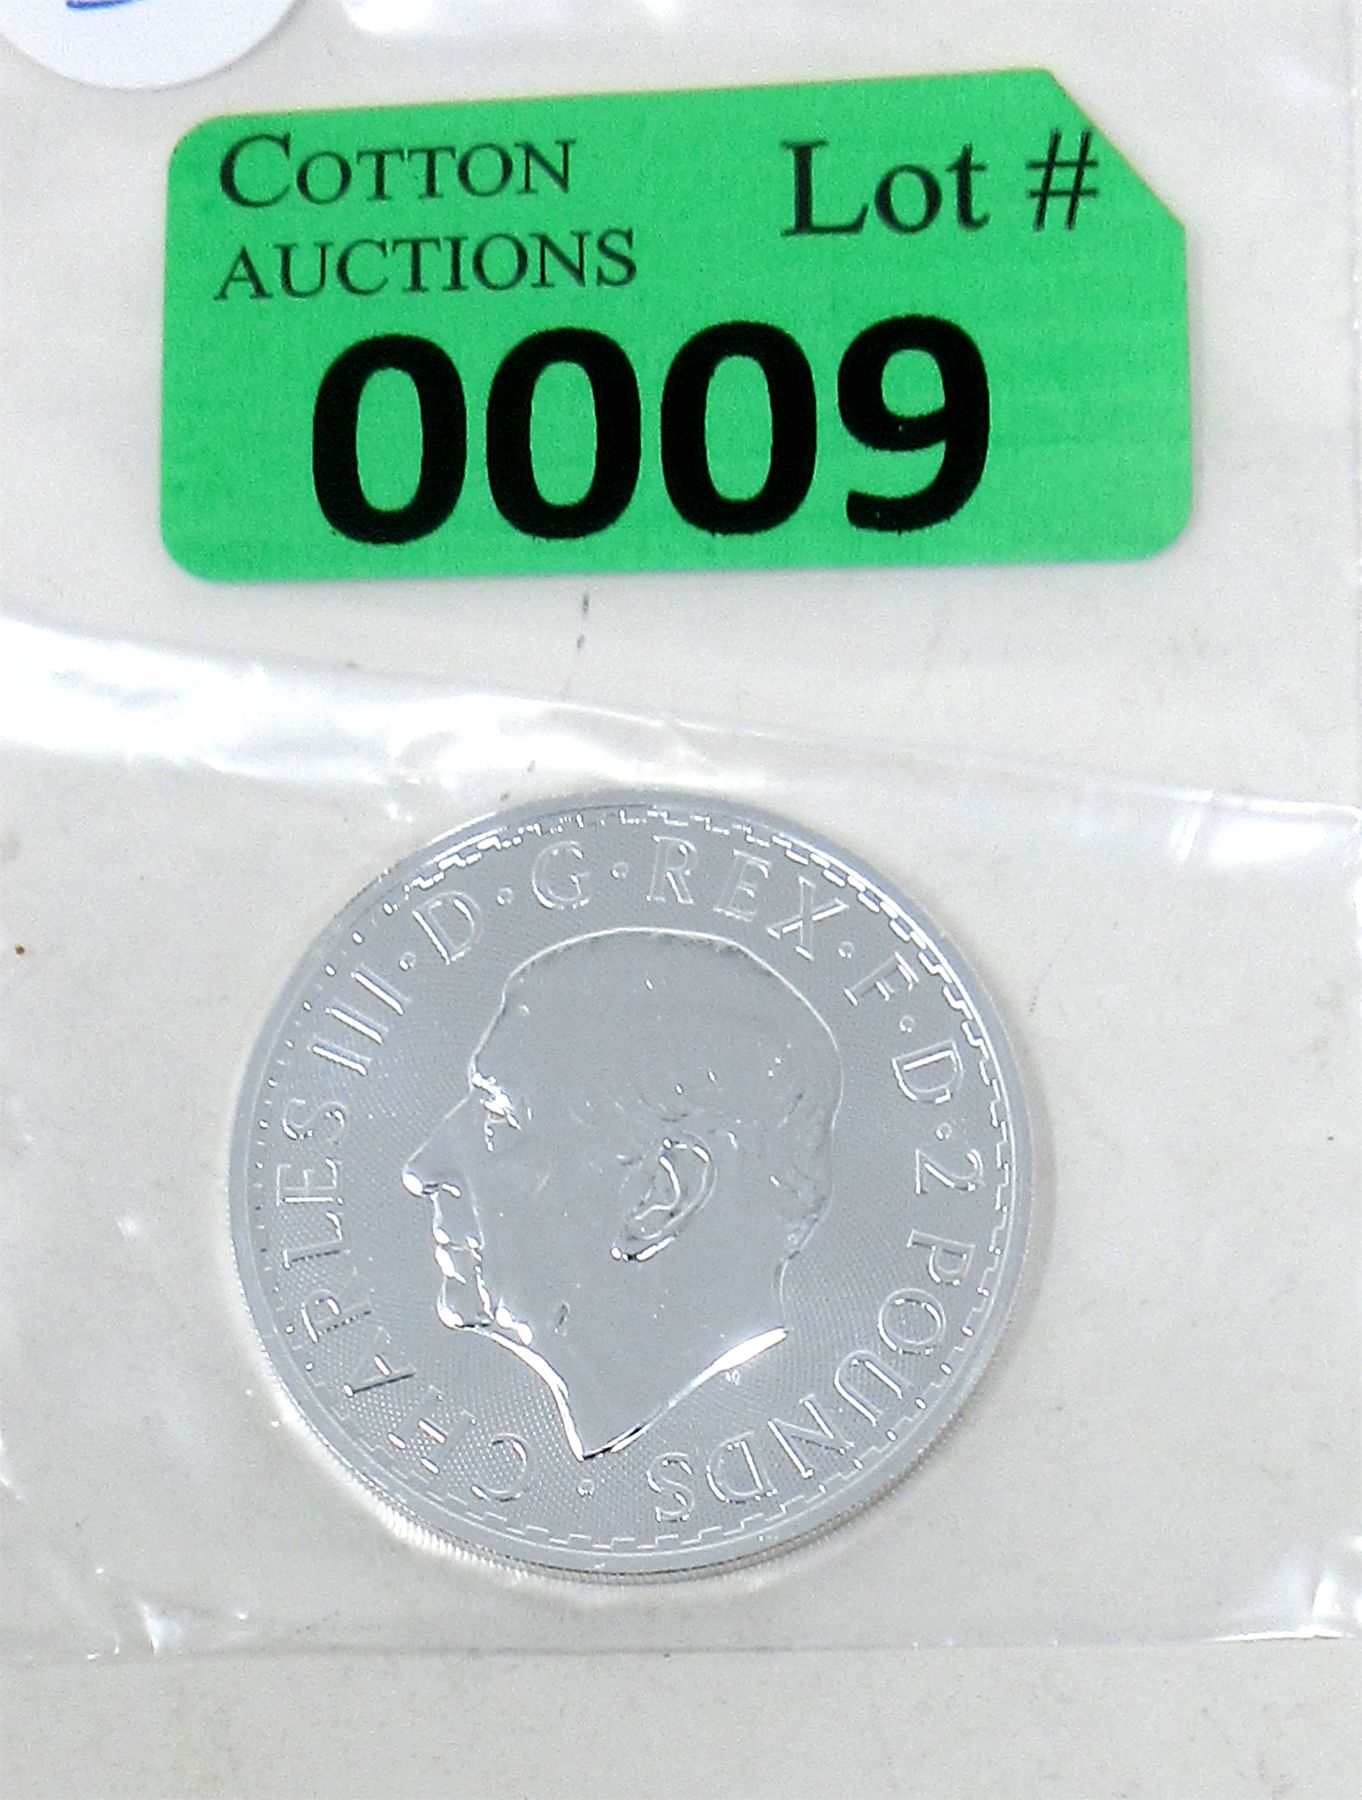 COTTON
AUCTIONS
Lot #
0009
CHARLES III · D · G · REX · F · D · 2 POUNDS ·